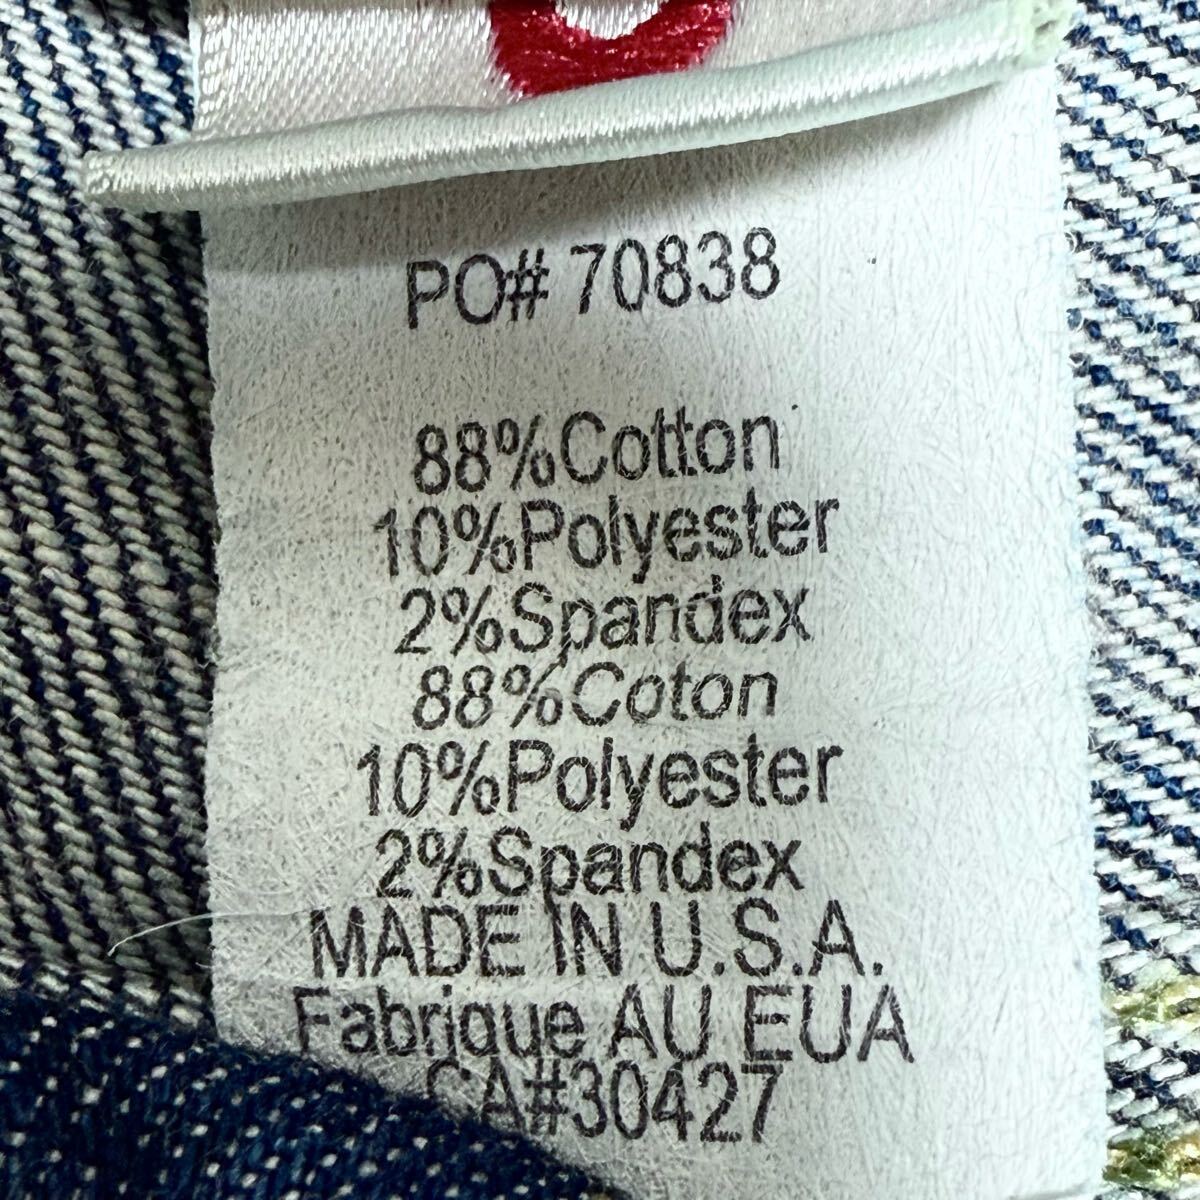 PO# 70838
88%Cotton
10%Polyester
2%Spandex
88%Coton
10%Polyester
2%Spandex
MADE IN U.S.A.
Fabrique AU EUA
CA#30427